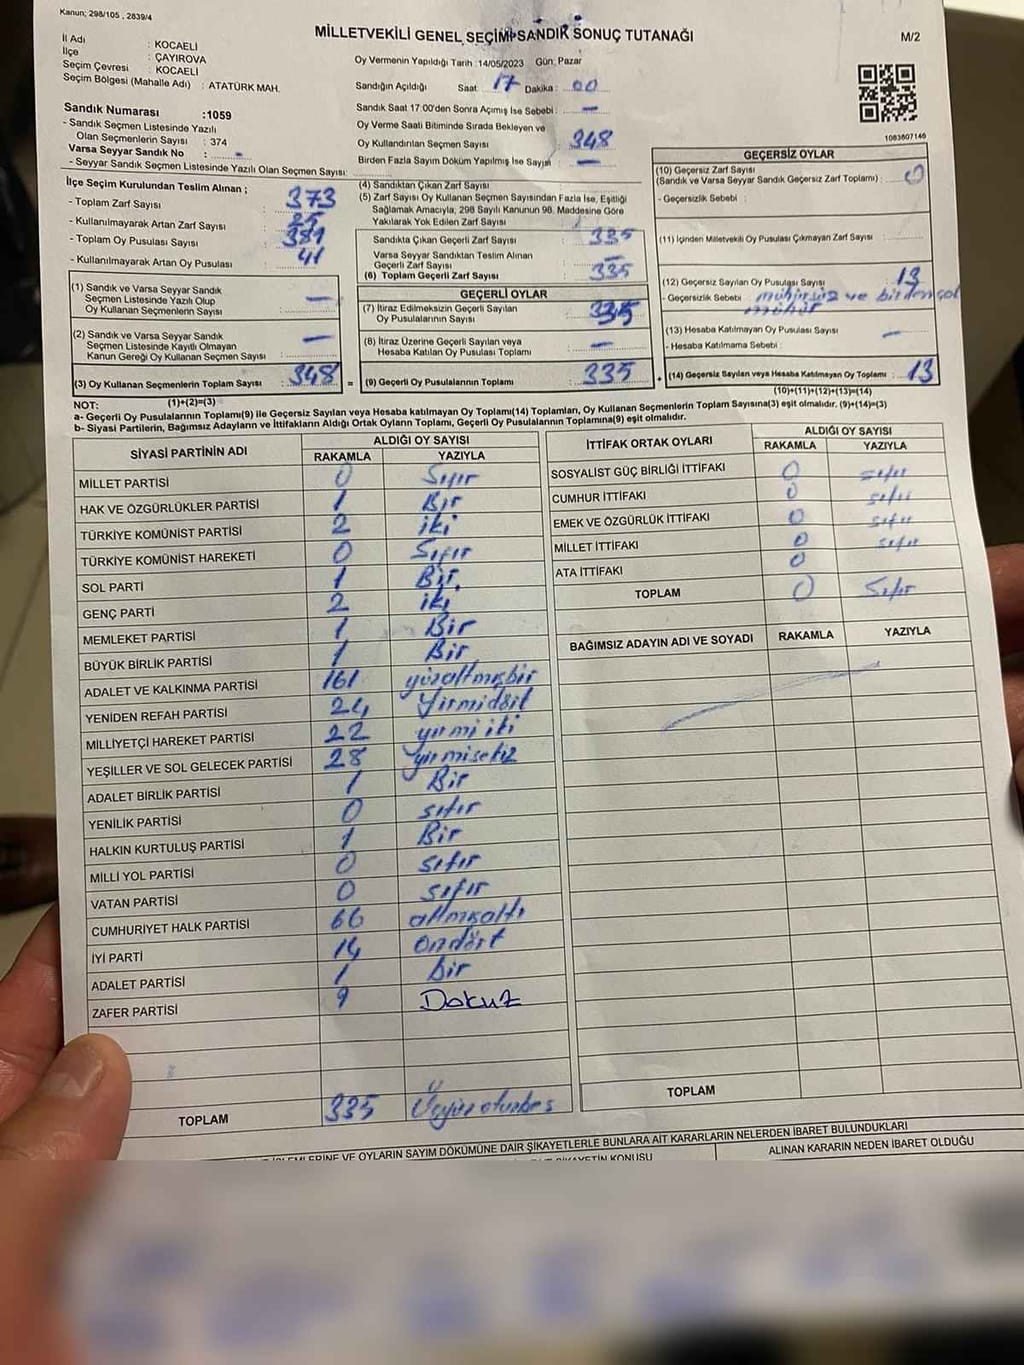 Kanun; 298/105 , 2839/4
MİLLETVEKİLİ GENEL SEÇİMİ SANDIK SONUÇ TUTANAĞI
M/2
İl Adı : KOCAELİ
İlçe : ÇAYIROVA
Seçim Çevresi : KOCAELİ
Seçim Bölgesi (Mahalle Adı) : ATATÜRK MAH.
Sandık Numarası :1059
- Sandık Seçmen Listesinde Yazılı
Olan Seçmenlerin Sayısı : 374
Varsa Seyyar Sandık No : -
- Seyyar Sandık Seçmen Listesinde Yazılı Olan Seçmen Sayısı:
Oy Vermenin Yapıldığı Tarih :14/05/2023 Gün: Pazar
Sandığın Açıldığı Saat: 17 Dakika : 00
Sandık Saat 17.00'den Sonra Açımış İse Sebebi : -
Oy Verme Saati Bitiminde Sırada Bekleyen ve
Oy Kullandırılan Seçmen Sayısı : 348
Birden Fazla Sayım Döküm Yapılmış İse Sayısı : -
1083607146
İlçe Seçim Kurulundan Teslim Alınan ;
- Toplam Zarf Sayısı : 373
- Kullanılmayarak Artan Zarf Sayısı : 25
- Toplam Oy Pusulası Sayısı : 381
- Kullanılmayarak Artan Oy Pusulası : 41
(1) Sandık ve Varsa Seyyar Sandık
Seçmen Listesinde Yazılı Olup
Oy Kullanan Seçmenlerin Sayısı : -
(2) Sandık ve Varsa Seyyar Sandık
Seçmen Listesinde Kayıtlı Olmayan
Kanun Gereği Oy Kullanan Seçmen Sayısı : -
(3) Oy Kullanan Seçmenlerin Toplam Sayısı : 348 =
(1)+(2)=(3)
(4) Sandıktan Çıkan Zarf Sayısı :
(5) Zarf Sayısı Oy Kullanan Seçmen Sayısından Fazla İse, Eşitliği
Sağlamak Amacıyla, 298 Sayılı Kanunun 98. Maddesine Göre
Yakılarak Yok Edilen Zarf Sayısı :
Sandıkta Çıkan Geçerli Zarf Sayısı : 335
Varsa Seyyar Sandıktan Teslim Alınan
Geçerli Zarf Sayısı : -
(6) Toplam Geçerli Zarf Sayısı : 335
GEÇERLİ OYLAR
(7) İtiraz Edilmeksizin Geçerli Sayılan
Oy Pusulalarının Sayısı : 335
(8) İtiraz Üzerine Geçerli Sayılan veya
Hesaba Katılan Oy Pusulası Toplamı : -
(9) Geçerli Oy Pusulalarının Toplamı : 335 +
GEÇERSİZ OYLAR
(10) Geçersiz Zarf Sayısı
(Sandık ve Varsa Seyyar Sandık Geçersiz Zarf Toplamı) : 0
- Geçersizlik Sebebi :
(11) İçinden Milletvekili Oy Pusulası Çıkmayan Zarf Sayısı :
(12) Geçersiz Sayılan Oy Pusulası Sayısı : 13
- Geçersizlik Sebebi : mühürsüz ve birden çok
mühür
(13) Hesaba Katılmayan Oy Pusulası Sayısı : -
- Hesaba Katılmama Sebebi :
(14) Geçersiz Sayılan veya Hesaba Katılmayan Oy Toplamı : 13
(10)+(11)+(12)+(13)=(14)
NOT:
a- Geçerli Oy Pusulalarının Toplamı(9) ile Geçersiz Sayılan veya Hesaba katılmayan Oy Toplamı(14) Toplamları, Oy Kullanan Seçmenlerin Toplam Sayısına(3) eşit olmalıdır. (9)+(14)=(3)
b- Siyasi Partilerin, Bağımsız Adayların ve İttifakların Aldığı Ortak Oyların Toplamı, Geçerli Oy Pusulalarının Toplamına(9) eşit olmalıdır.
SİYASİ PARTİNİN ADI ALDIĞI OY SAYISI
RAKAMLA YAZIYLA
MİLLET PARTİSİ 0 Sıfır
HAK VE ÖZGÜRLÜKLER PARTİSİ 1 Bir
TÜRKİYE KOMÜNİST PARTİSİ 2 iki
TÜRKİYE KOMÜNİST HAREKETİ 0 Sıfır
SOL PARTİ 1 Bir
GENÇ PARTİ 2 iki
MEMLEKET PARTİSİ 1 Bir
BÜYÜK BİRLİK PARTİSİ 1 Bir
ADALET VE KALKINMA PARTİSİ 161 yüzaltmışbir
YENİDEN REFAH PARTİSİ 24 Yirmidört
MİLLİYETÇİ HAREKET PARTİSİ 22 yirmi iki
YEŞİLLER VE SOL GELECEK PARTİSİ 28 Yirmisekiz
ADALET BİRLİK PARTİSİ 1 Bir
YENİLİK PARTİSİ 0 sıfır
HALKIN KURTULUŞ PARTİSİ 1 Bir
MİLLİ YOL PARTİSİ 0 sıfır
VATAN PARTİSİ 0 sıfır
CUMHURİYET HALK PARTİSİ 66 altmışaltı
İYİ PARTİ 14 Ondört
ADALET PARTİSİ 1 bir
ZAFER PARTİSİ 9 Dokuz
TOPLAM 335 Üçyüzotuzbeş
İTTİFAK ORTAK OYLARI ALDIĞI OY SAYISI
RAKAMLA YAZIYLA
SOSYALİST GÜÇ BİRLİĞİ İTTİFAKI 0 sıfır
CUMHUR İTTİFAKI 0 sıfır
EMEK VE ÖZGÜRLÜK İTTİFAKI 0 sıfır
MİLLET İTTİFAKI 0 sıfır
ATA İTTİFAKI 0
TOPLAM 0 Sıfır
BAĞIMSIZ ADAYIN ADI VE SOYADI RAKAMLA YAZIYLA
TOPLAM
İŞLEMLERİNE VE OYLARIN SAYIM DÖKÜMÜNE DAİR ŞİKAYETLERLE BUNLARA AİT KARARLARIN NELERDEN İBARET BULUNDUKLARI
ŞİKAYETİN KONUSU ALINAN KARARIN NEDEN İBARET OLDUĞU